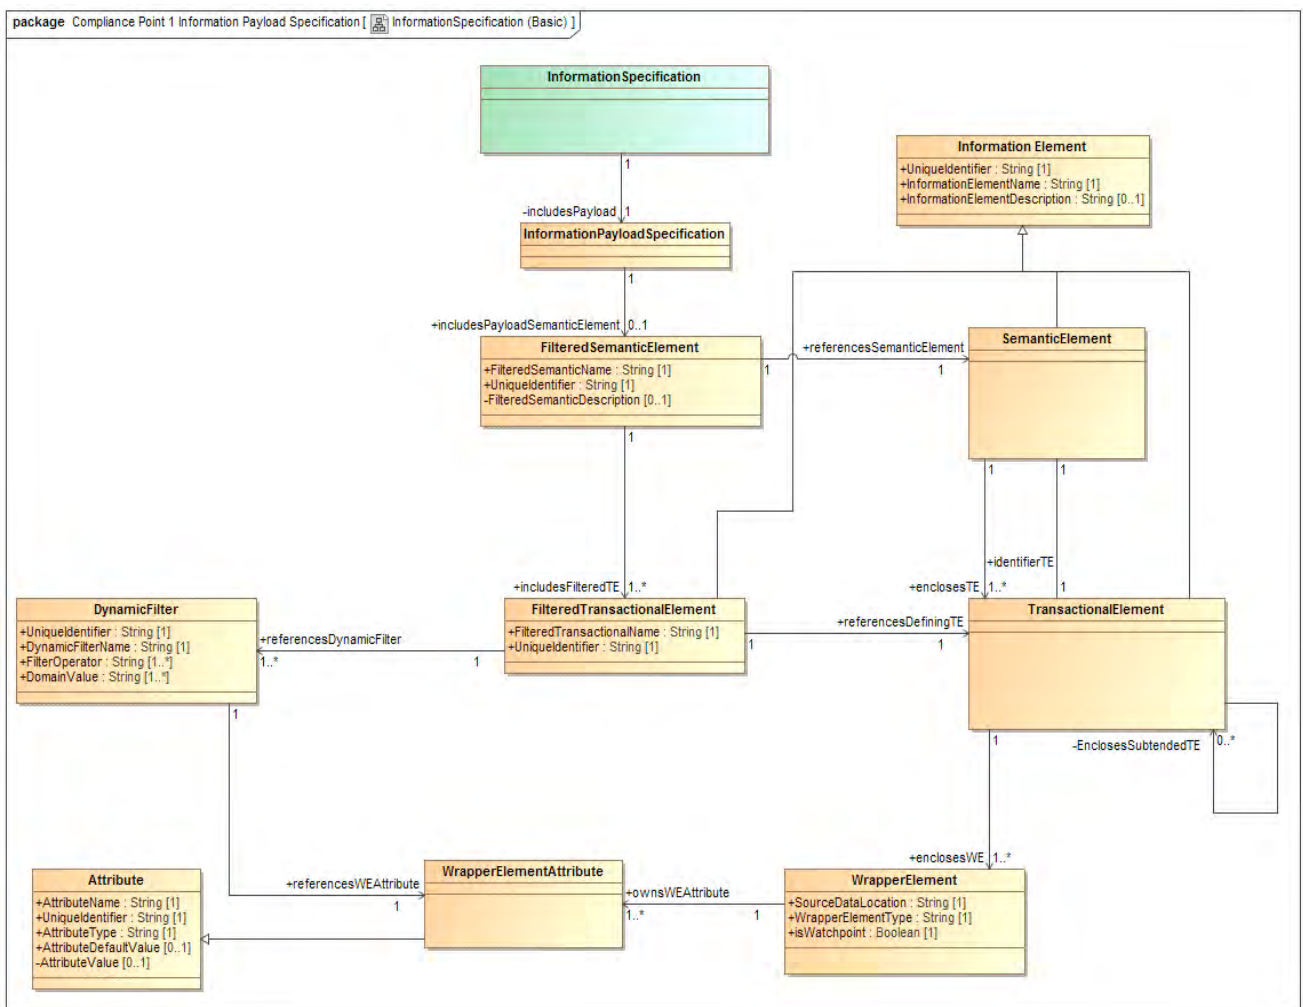 package Compliance Point 1 Information Payload Specification [ InformationSpecification (Basic) ]
InformationSpecification
1
-includesPayload 1
InformationPayloadSpecification
1
+includesPayloadSemanticElement 0..1
Information Element
+UniqueIdentifier : String [1]
+InformationElementName : String [1]
+InformationElementDescription : String [0..1]
FilteredSemanticElement
+FilteredSemanticName : String [1]
+UniqueIdentifier : String [1]
-FilteredSemanticDescription [0..1]
1
+referencesSemanticElement
1
1
SemanticElement
1
1
+identifierTE
1
+enclosesTE 1..*
+includesFilteredTE 1..*
DynamicFilter
+UniqueIdentifier : String [1]
+DynamicFilterName : String [1]
+FilterOperator : String [1..*]
+DomainValue : String [1..*]
1
+referencesDynamicFilter
1..*
1
FilteredTransactionalElement
+FilteredTransactionalName : String [1]
+UniqueIdentifier : String [1]
+referencesDefiningTE
1
1
TransactionalElement
1
-EnclosesSubtendedTE 0..*
+enclosesWE 1..*
Attribute
+AttributeName : String [1]
+UniqueIdentifier : String [1]
+AttributeType : String [1]
+AttributeDefaultValue [0..1]
-AttributeValue [0..1]
+referencesWEAttribute
1
WrapperElementAttribute
+ownsWEAttribute
1..*
1
WrapperElement
+SourceDataLocation : String [1]
+WrapperElementType : String [1]
+isWatchpoint : Boolean [1]